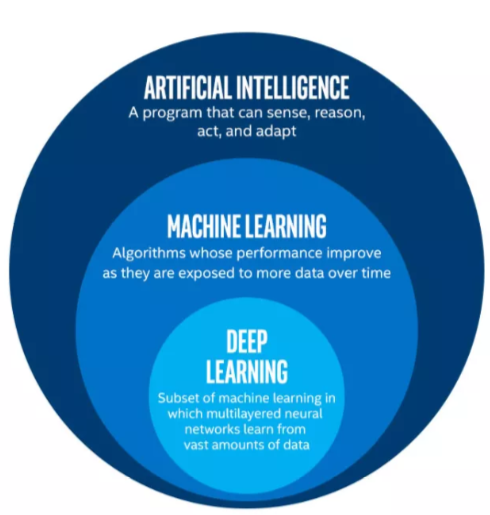 ARTIFICIAL INTELLIGENCE
A program that can sense, reason,
act, and adapt
MACHINE LEARNING
Algorithms whose performance improve
as they are exposed to more data over time
DEEP
LEARNING
Subset of machine learning in
which multilayered neural
networks learn from
vast amounts of data